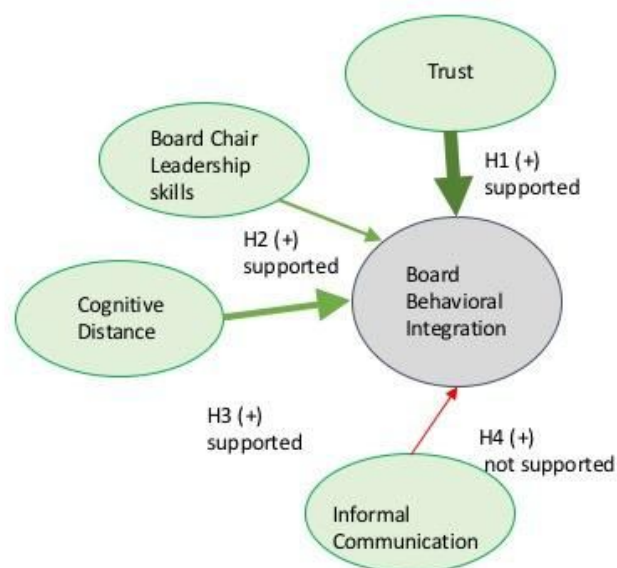 Trust
Board Chair
Leadership
skills
H1 (+)
supported
H2 (+)
supported
Board
Behavioral
Integration
Cognitive
Distance
H3 (+)
supported
H4 (+)
not supported
Informal
Communication